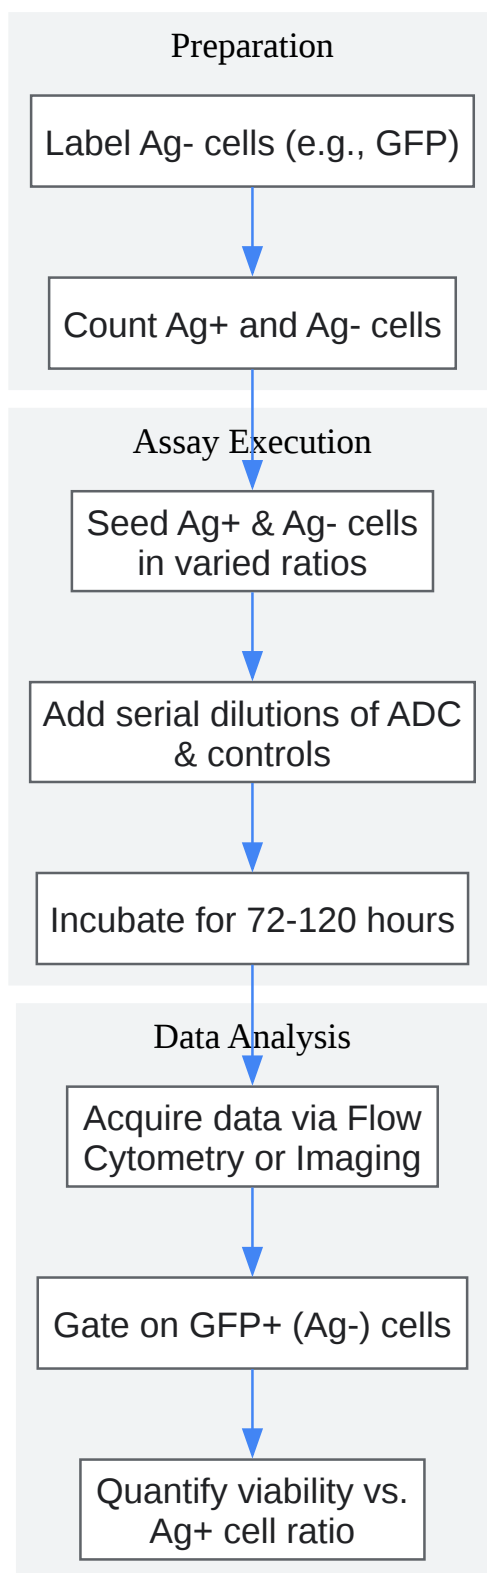 Preparation
Label Ag- cells (e.g., GFP)
Count Ag+ and Ag- cells
Assay Execution
Seed Ag+ & Ag- cells
in varied ratios
Add serial dilutions of ADC
& controls
Incubate for 72-120 hours
Data Analysis
Acquire data via Flow
Cytometry or Imaging
Gate on GFP+ (Ag-) cells
Quantify viability vs.
Ag+ cell ratio